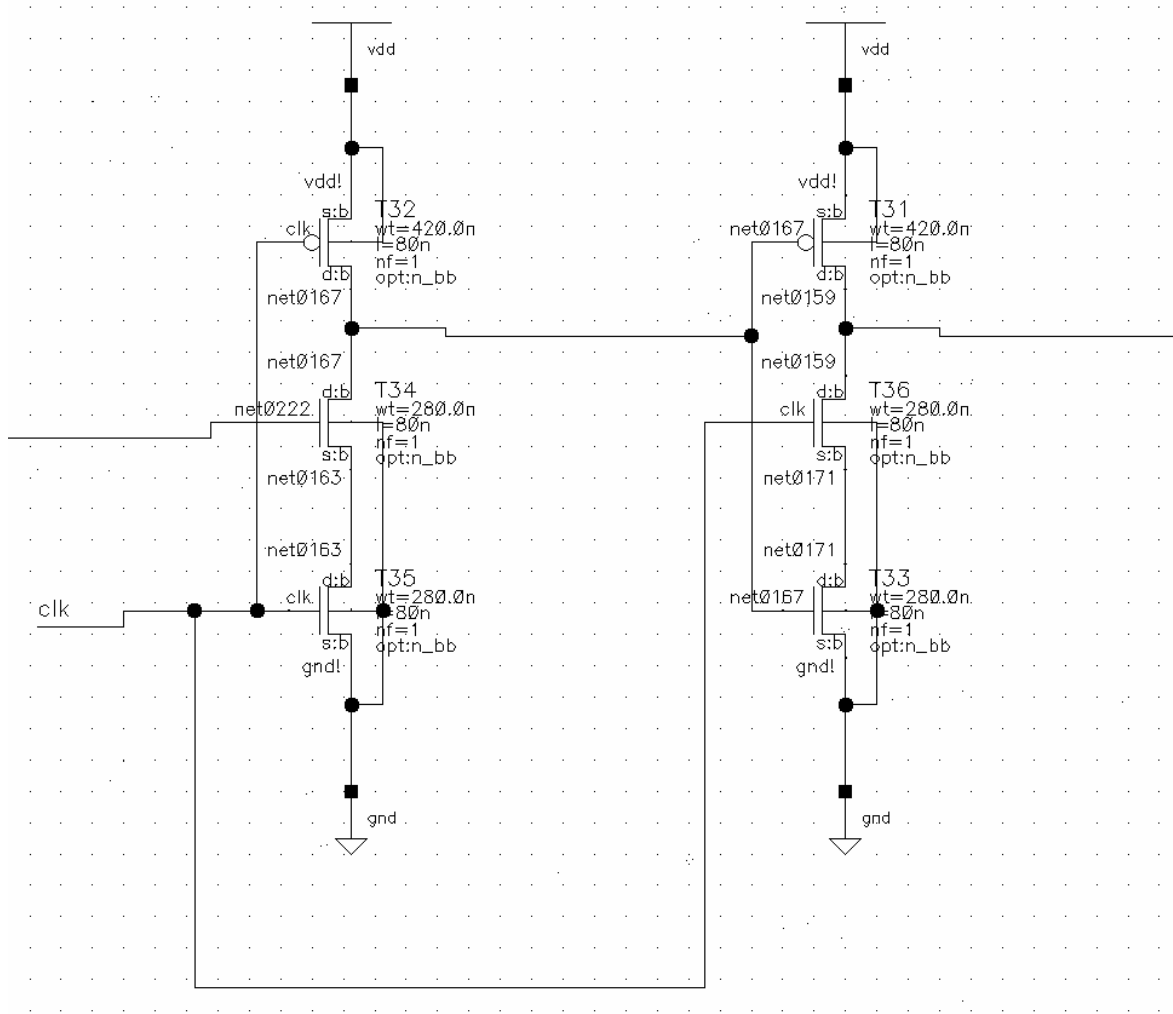 vdd
vdd
vdd!
vdd!
s:b
T32
s:b
T31
clk
wt=420.0n
net0167
wt=420.0n
l=80n
l=80n
nf=1
nf=1
d:b
opt:n_bb
d:b
opt:n_bb
net0167
net0159
net0167
net0159
d:b
T34
d:b
T36
net0222
wt=280.0n
clk
wt=280.0n
l=80n
l=80n
nf=1
nf=1
s:b
opt:n_bb
s:b
opt:n_bb
net0163
net0171
net0163
net0171
d:b
T35
d:b
T33
clk
clk
wt=280.0n
net0167
wt=280.0n
l=80n
l=80n
nf=1
nf=1
s:b
opt:n_bb
s:b
opt:n_bb
gnd!
gnd!
gnd
gnd